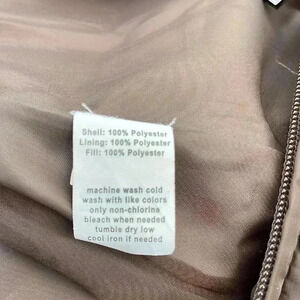 Shell: 100% Polyester
Lining: 100% Polyester
Fill: 100% Polyester
machine wash cold
wash with like colors
only non-chlorine
bleach when needed
tumble dry low
cool iron if needed